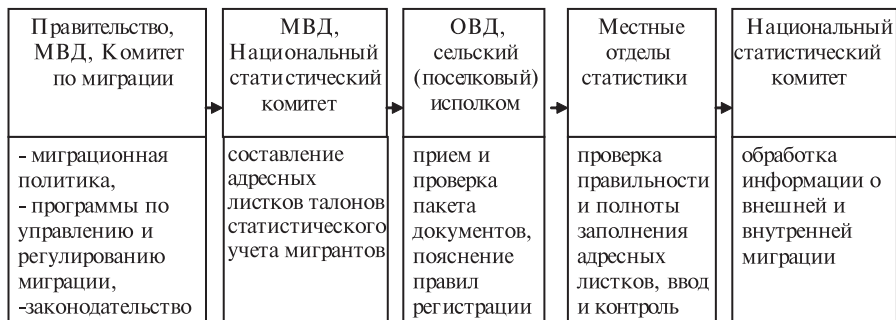 Правительство,
МВД, Комитет
по миграции
- миграционная
политика,
- программы по
управлению и
регулированию
миграции,
-законодательство
МВД,
Национальный
статистический
комитет
составление
адресных
листков талонов
статистического
учета мигрантов
ОВД,
сельский
(поселковый)
исполком
прием и
проверка
пакета
документов,
пояснение
правил
регистрации
Местные
отделы
статистики
проверка
правильности
и полноты
заполнения
адресных
листков, ввод
и контроль
Национальный
статистический
комитет
обработка
информации о
внешней и
внутренней
миграции